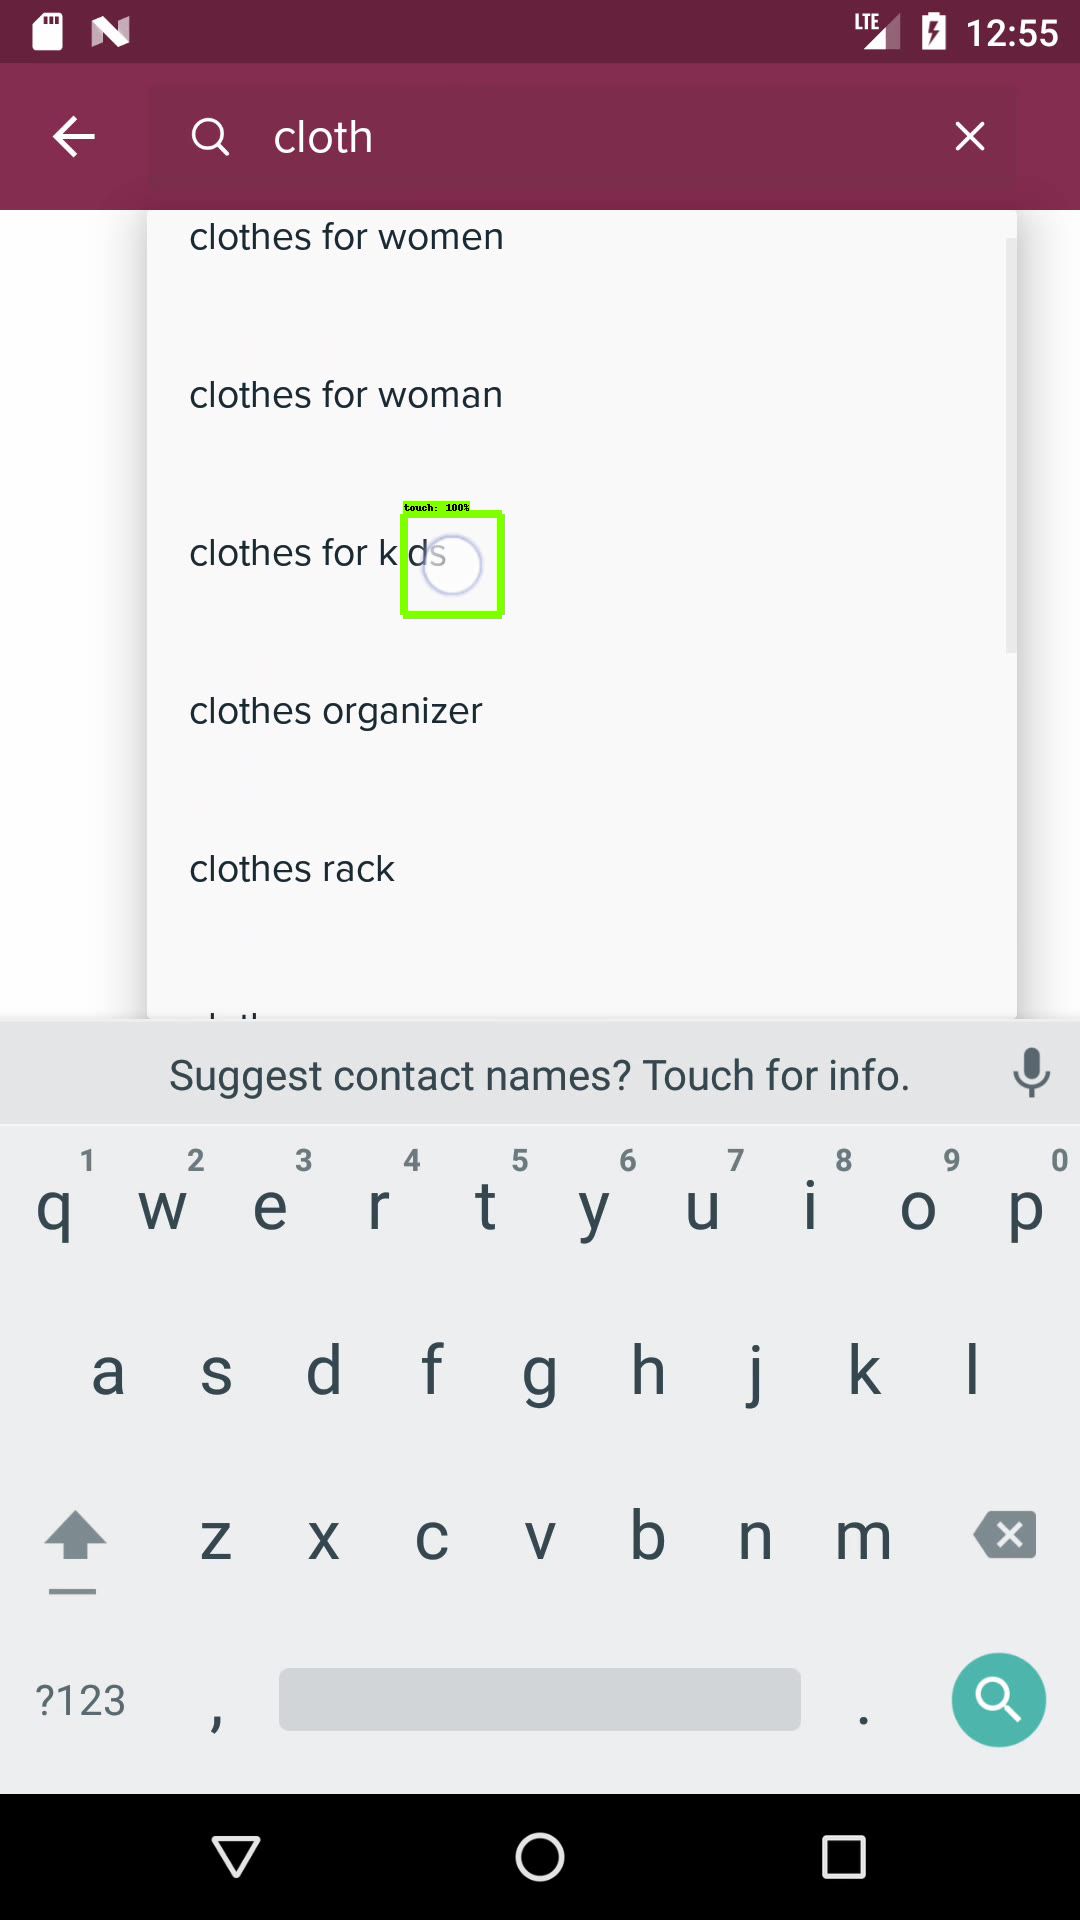 LTE 12:55
cloth
clothes for women
clothes for woman
touch: 100%
clothes for kids
clothes organizer
clothes rack
Suggest contact names? Touch for info.
1 2 3 4 5 6 7 8 9 0
q w e r t y u i o p
a s d f g h j k l
z x c v b n m
?123 , .